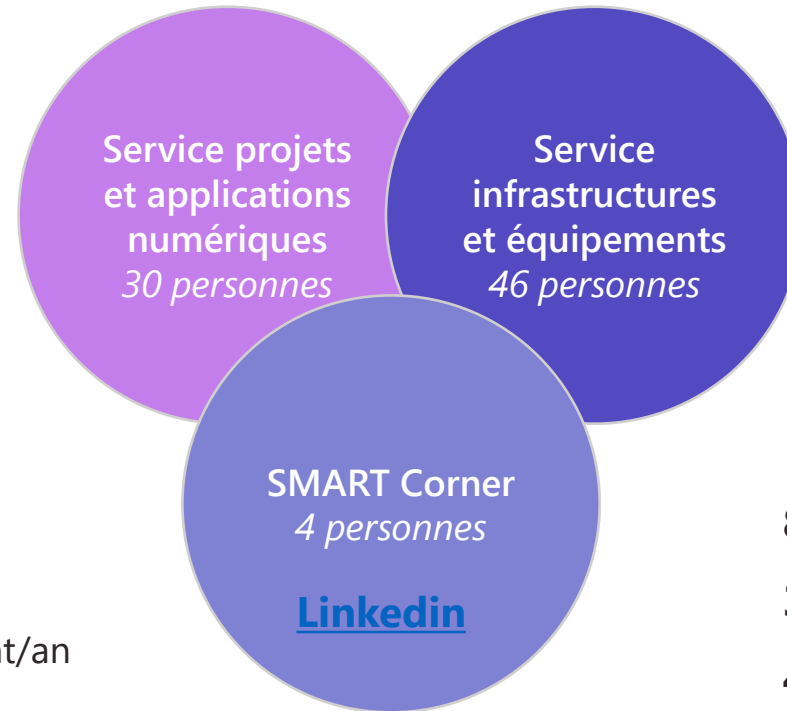 Service projets
et applications
numériques
30 personnes
Service
infrastructures
et équipements
46 personnes
SMART Corner
4 personnes
Linkedin
/an